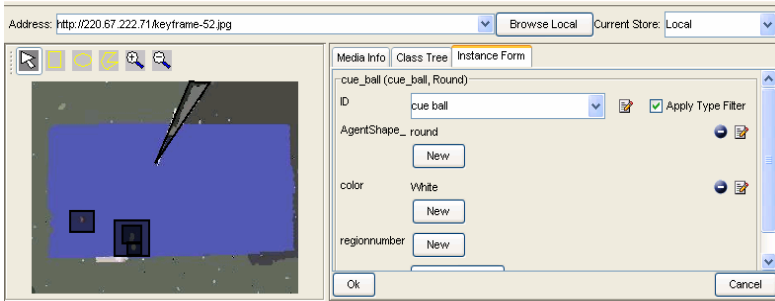 Address: http://220.67.222.71/keyframe-52.jpg Browse Local Current Store: Local
Media Info Class Tree Instance Form
cue_ball (cue_ball, Round)
ID cue ball Apply Type Filter
AgentShape_ round
New
color White
New
regionnumber New
Ok Cancel